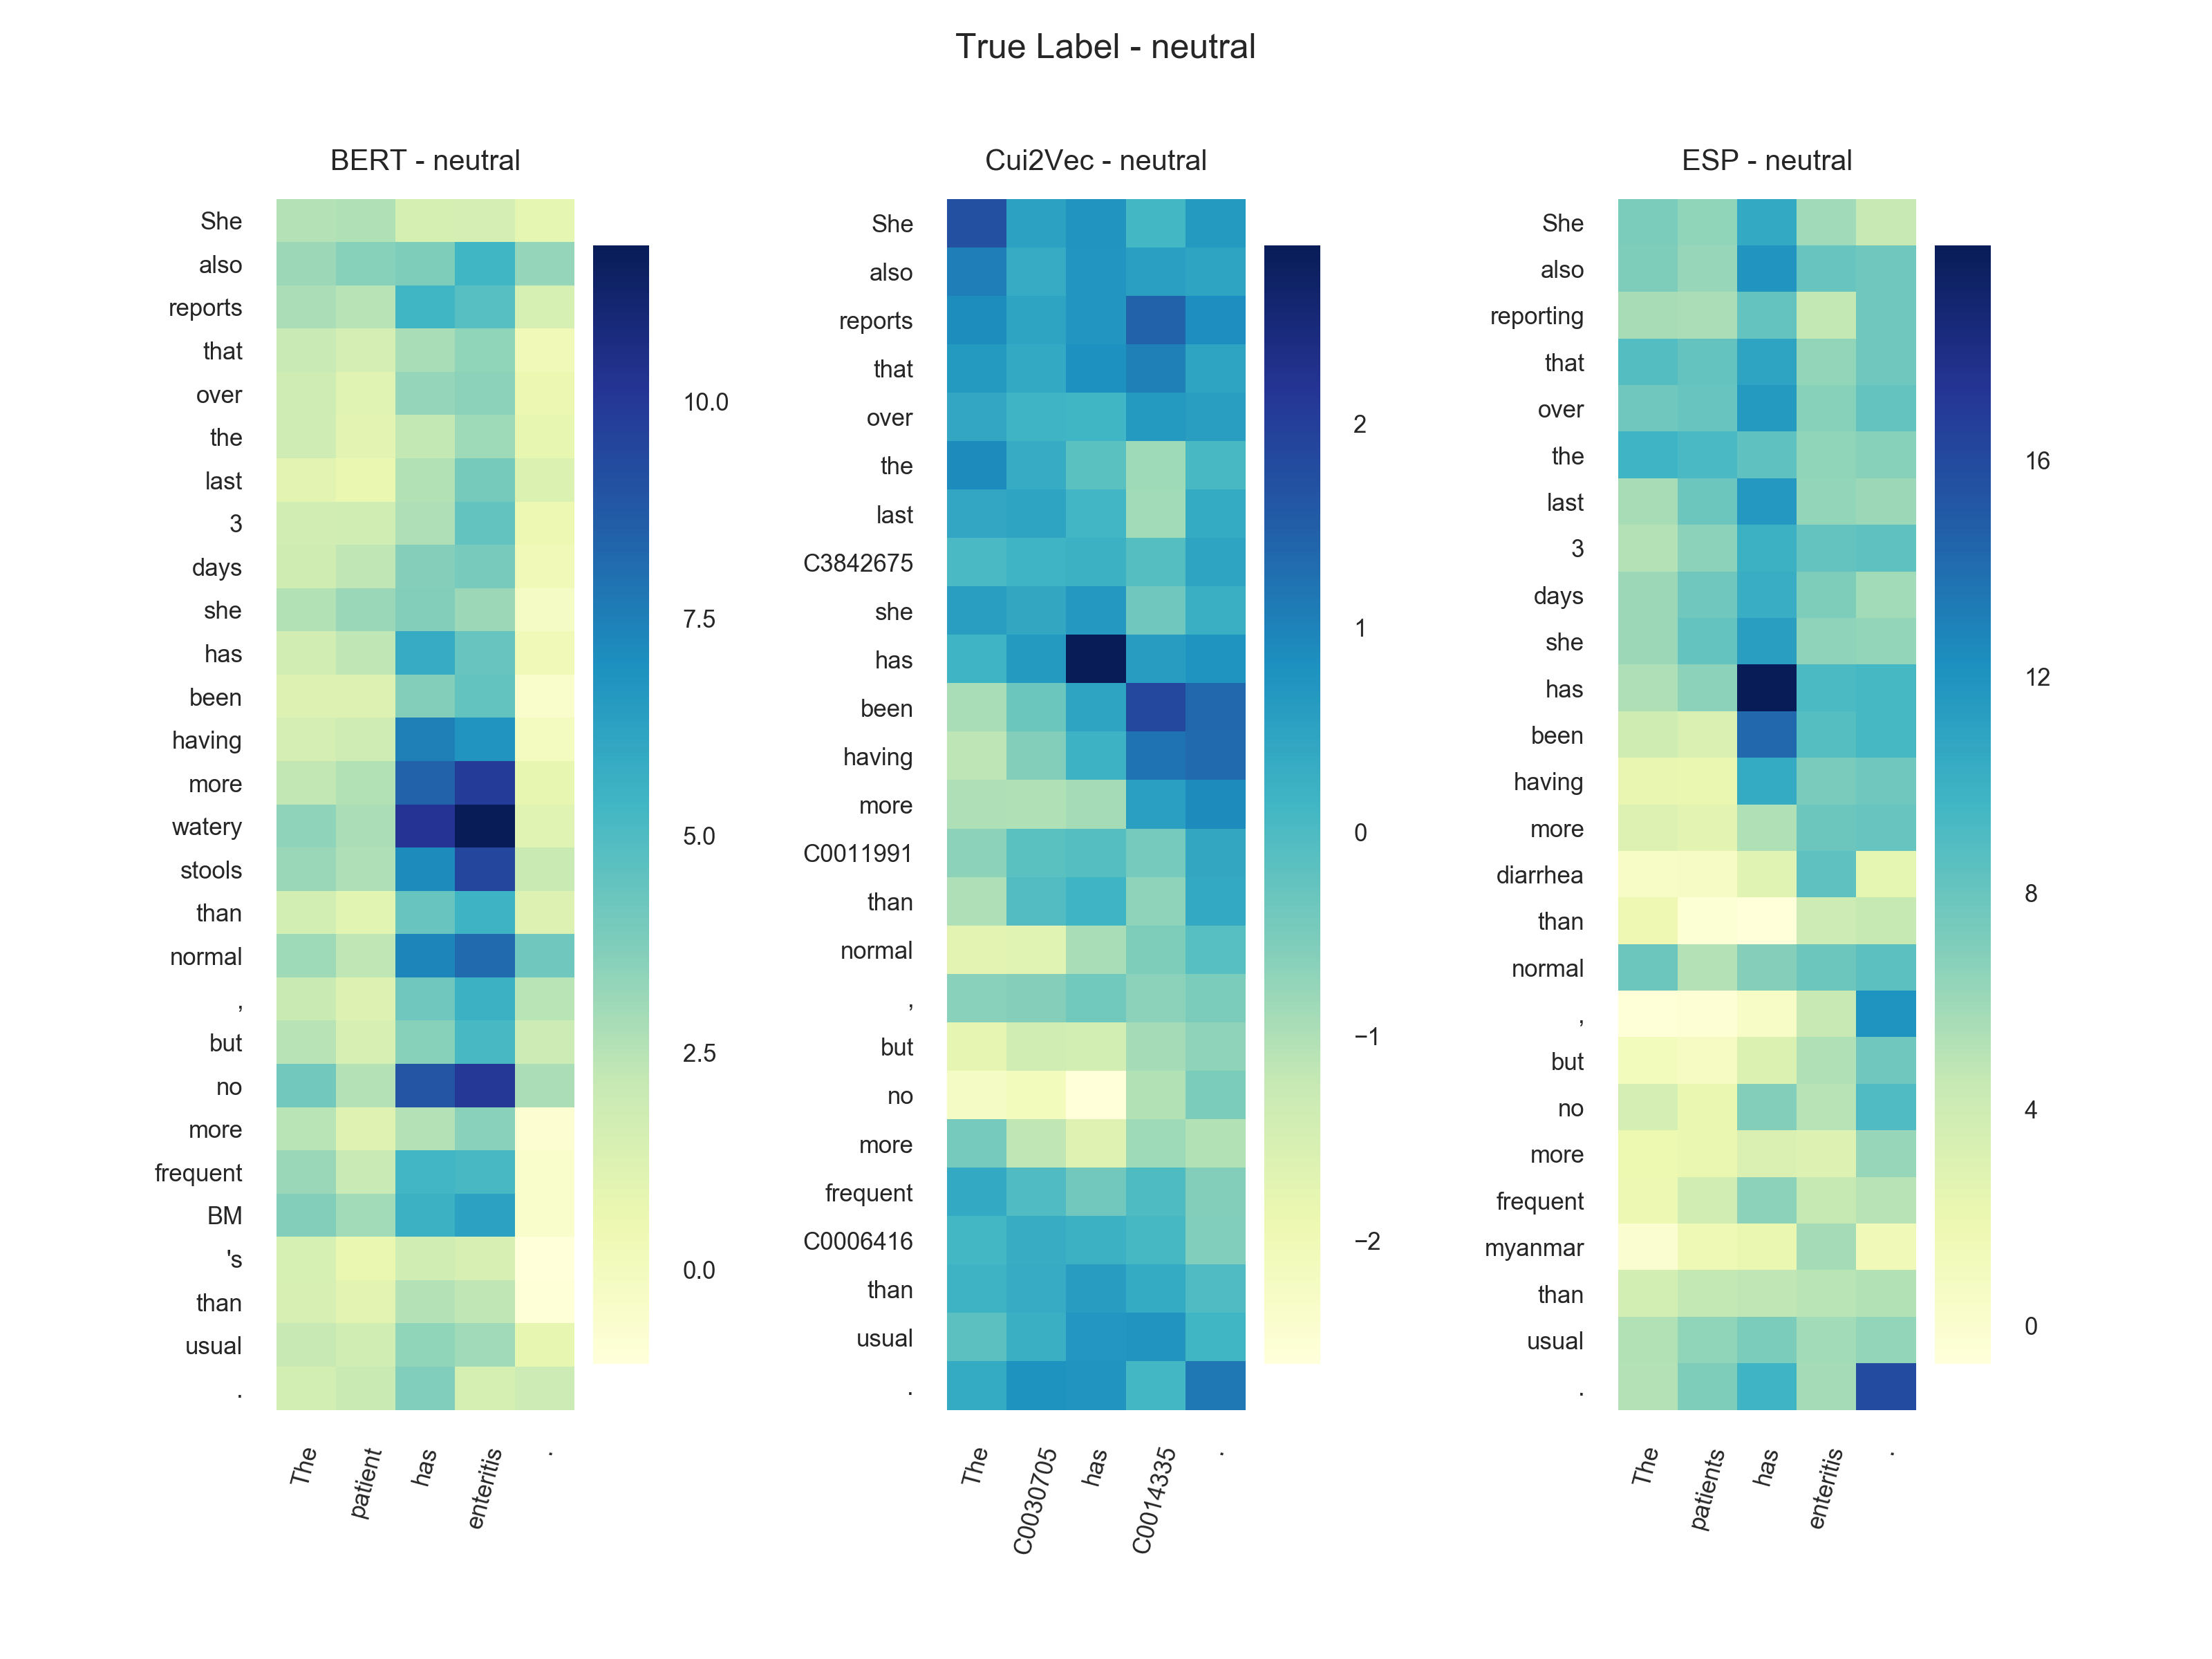 True Label - neutral
BERT - neutral
She
also
reports
that
over
the
last
3
days
she
has
been
having
more
watery
stools
than
normal
,
but
no
more
frequent
BM
's
than
usual
.
The
patient
has
enteritis
.
10.0
7.5
5.0
2.5
0.0
Cui2Vec - neutral
She
also
reports
that
over
the
last
C3842675
she
has
been
having
more
C0011991
than
normal
,
but
no
more
frequent
C0006416
than
usual
.
The
C0030705
has
C0014335
.
2
1
0
−1
−2
ESP - neutral
She
also
reporting
that
over
the
last
3
days
she
has
been
having
more
diarrhea
than
normal
,
but
no
more
frequent
myanmar
than
usual
.
The
patients
has
enteritis
.
16
12
8
4
0